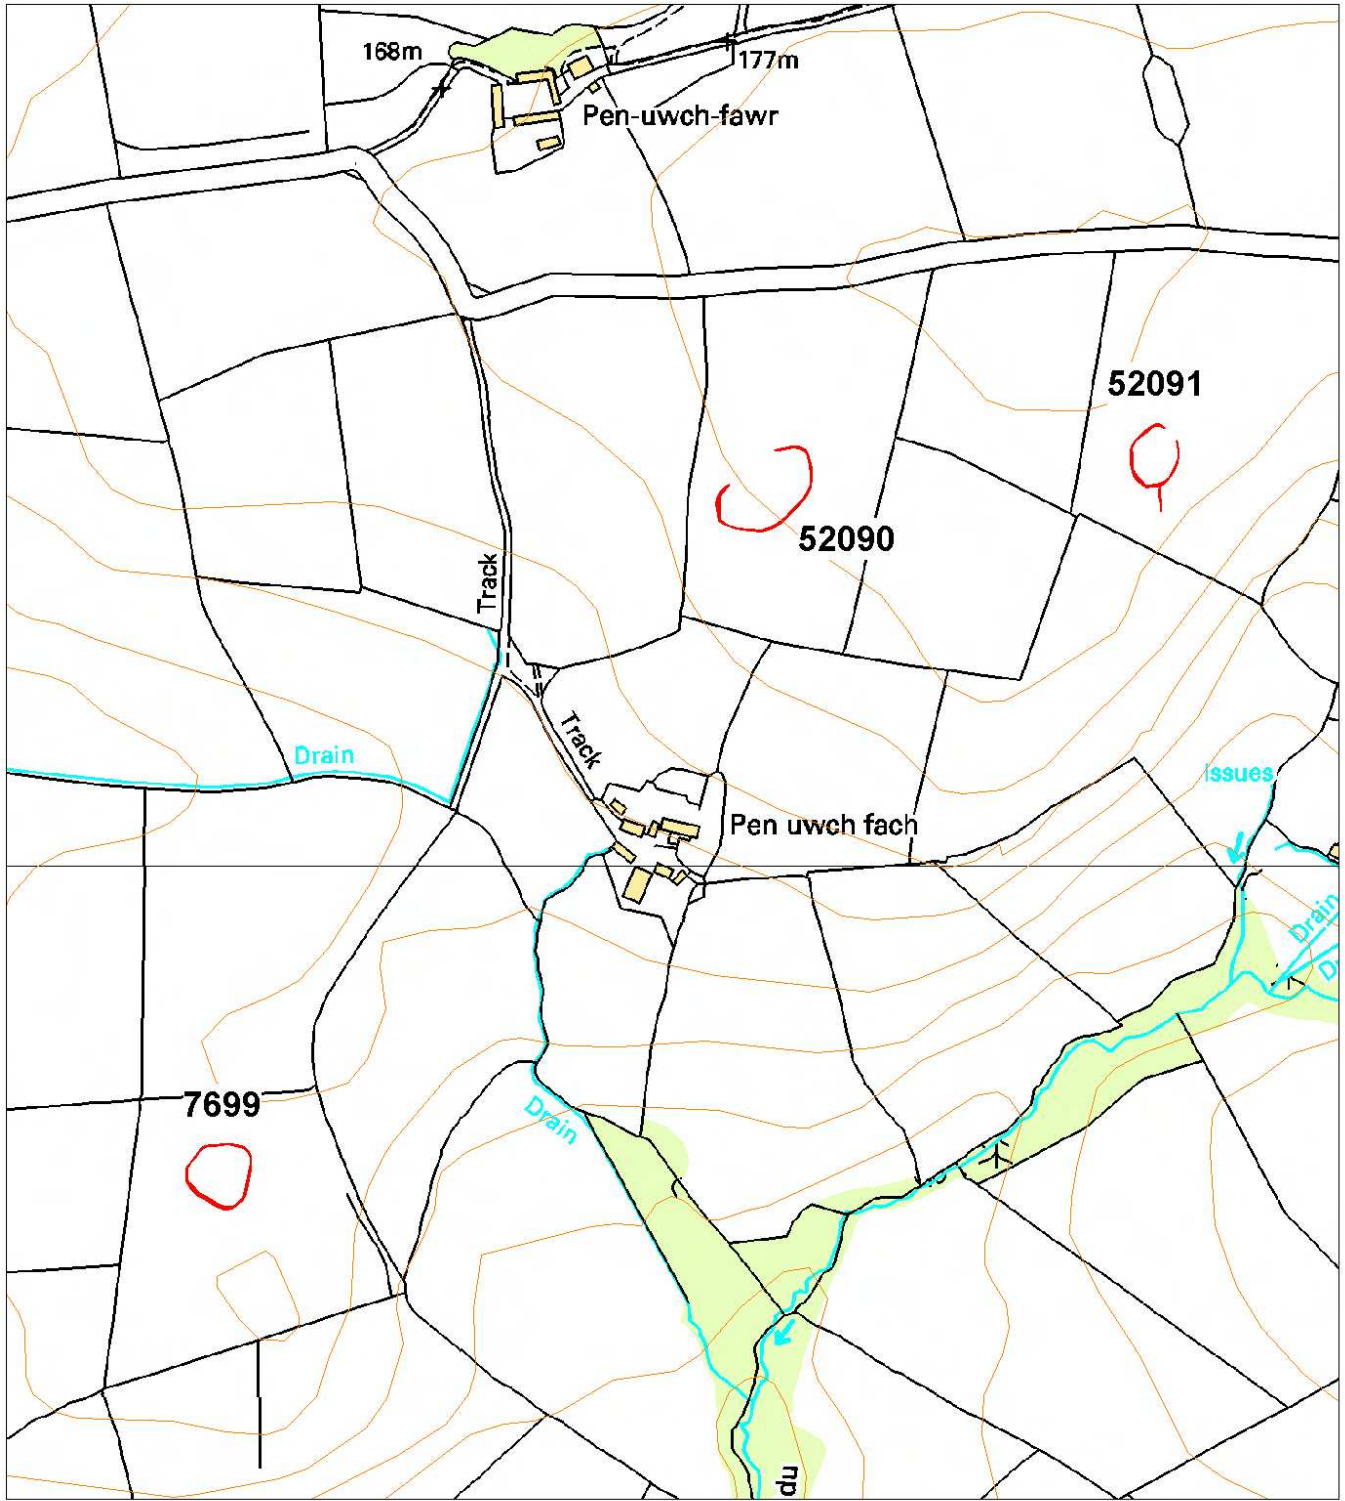 168m
177m
Pen-uwch-fawr
52091
52090
Track
Track
Drain
Issues
Pen uwch fach
Drain
7699
Drain